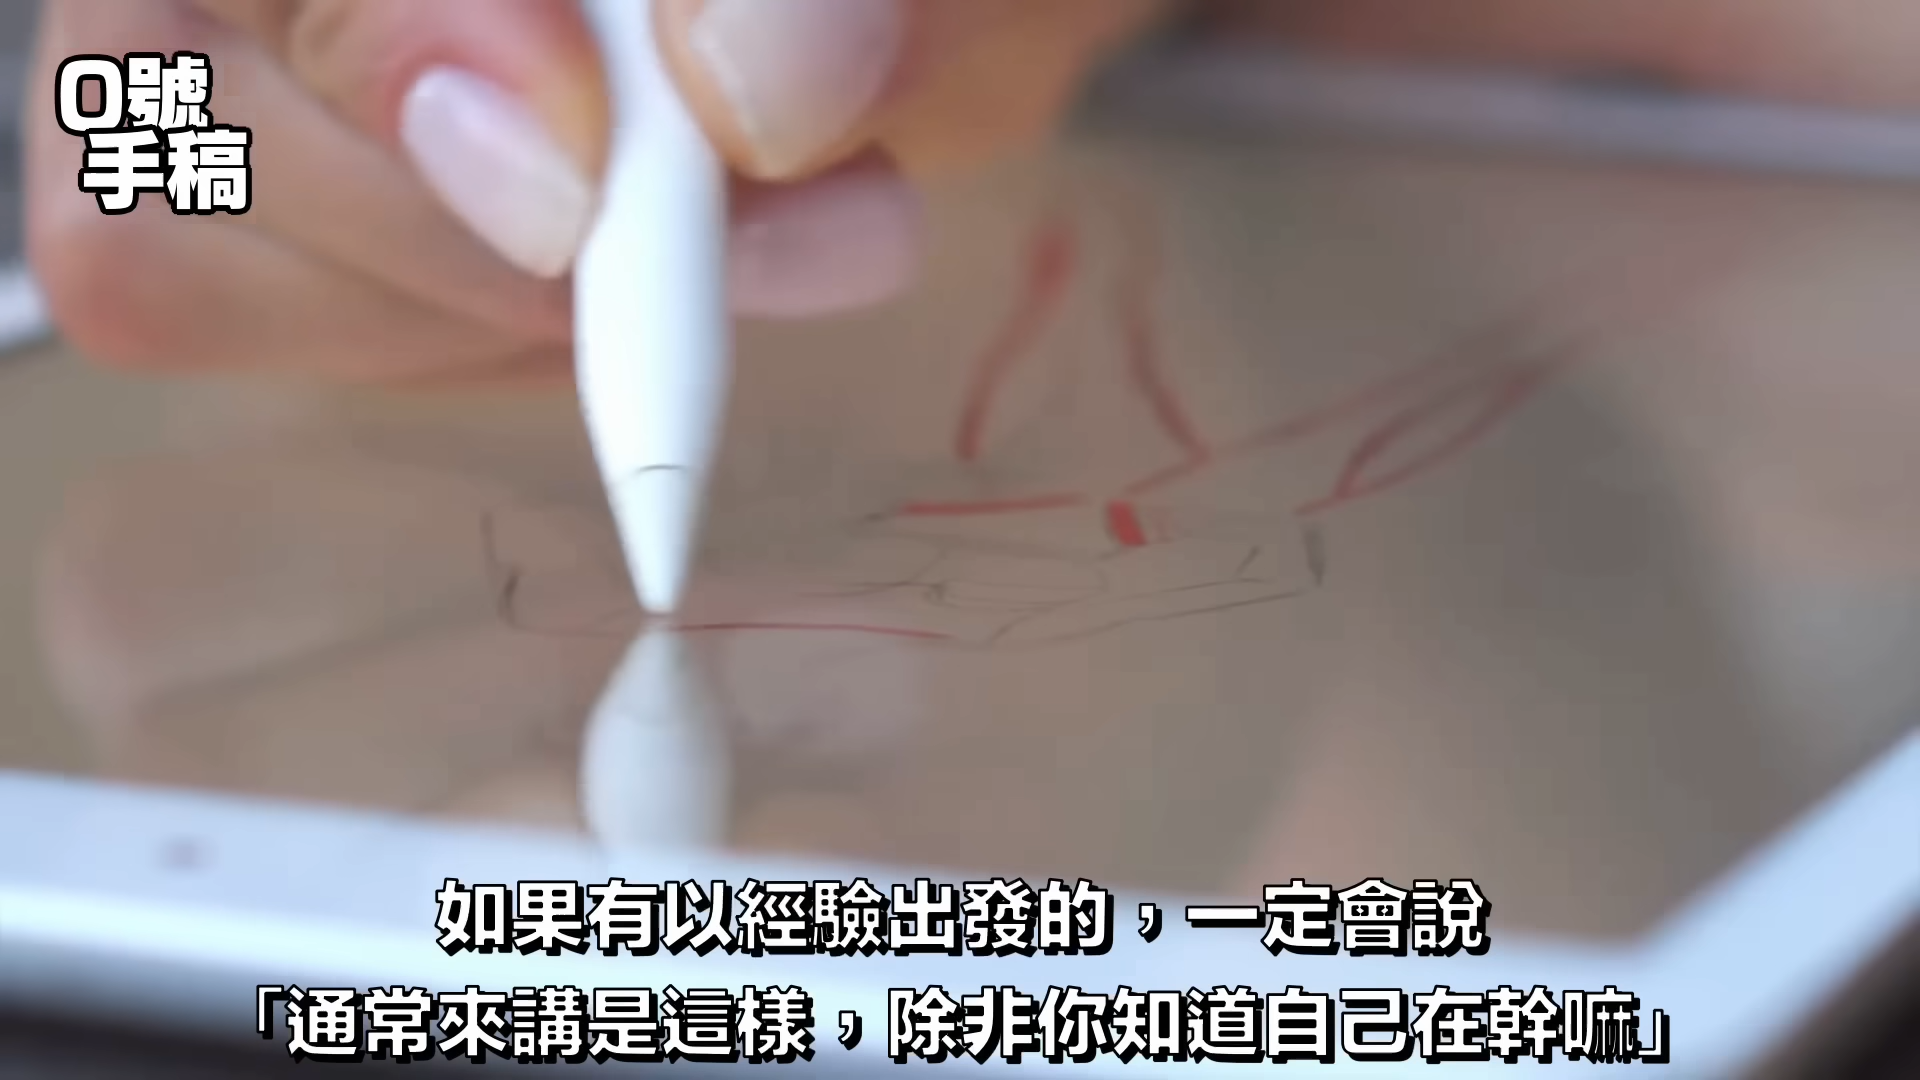 O號
手稿
如果有以經驗出發的，一定會說
「通常來講是這樣，除非你知道自己在幹嘛」